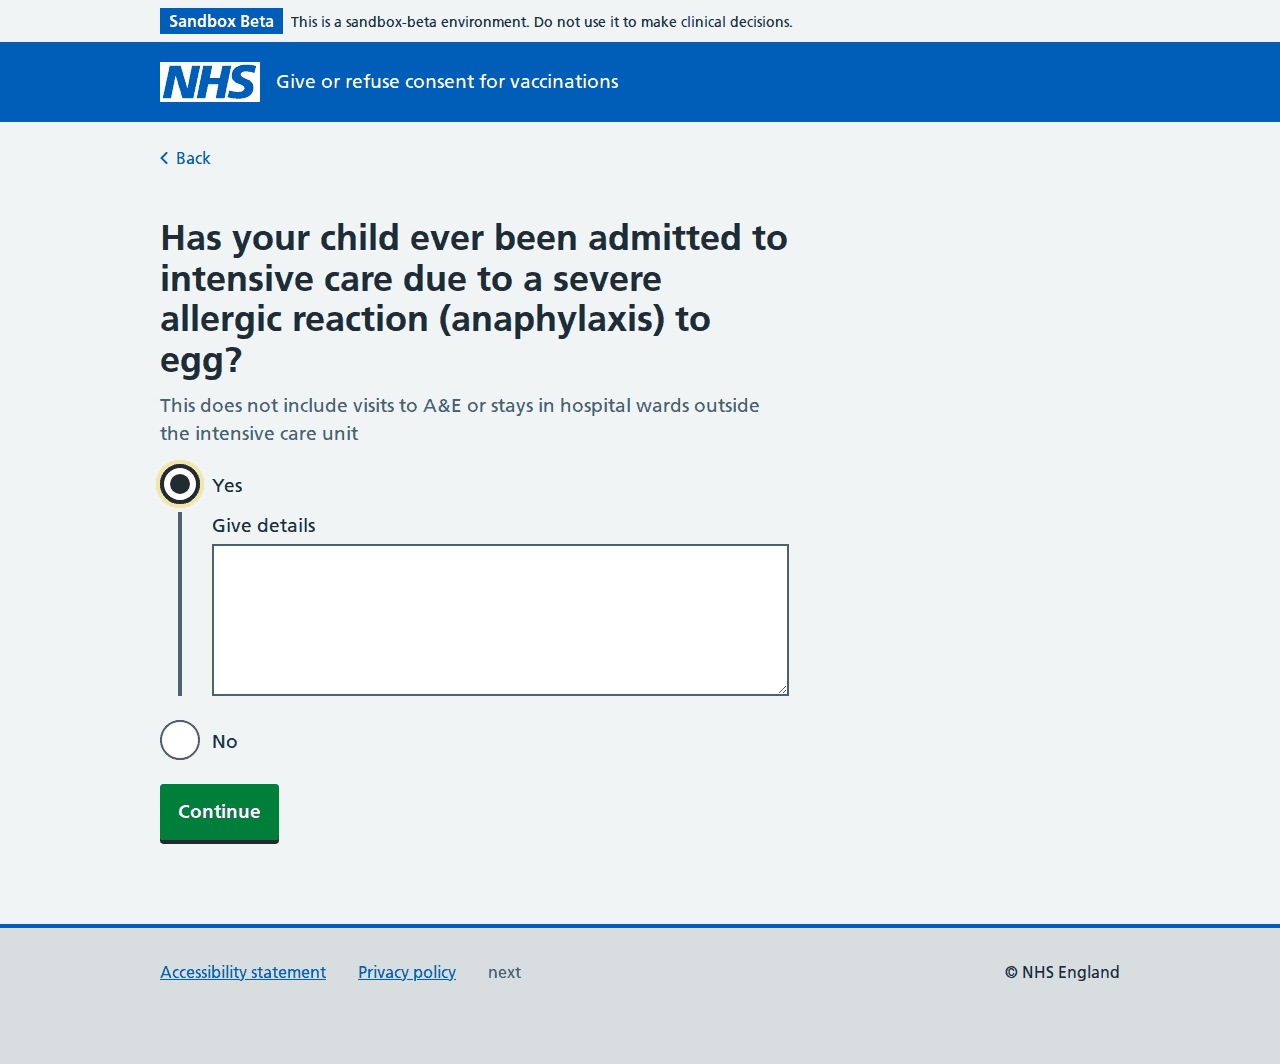 Sandbox Beta This is a sandbox-beta environment. Do not use it to make clinical decisions.
NHS Give or refuse consent for vaccinations
Back
Has your child ever been admitted to
intensive care due to a severe
allergic reaction (anaphylaxis) to
egg?
This does not include visits to A&E or stays in hospital wards outside
the intensive care unit
Yes
Give details
No
Continue
Accessibility statement Privacy policy next © NHS England